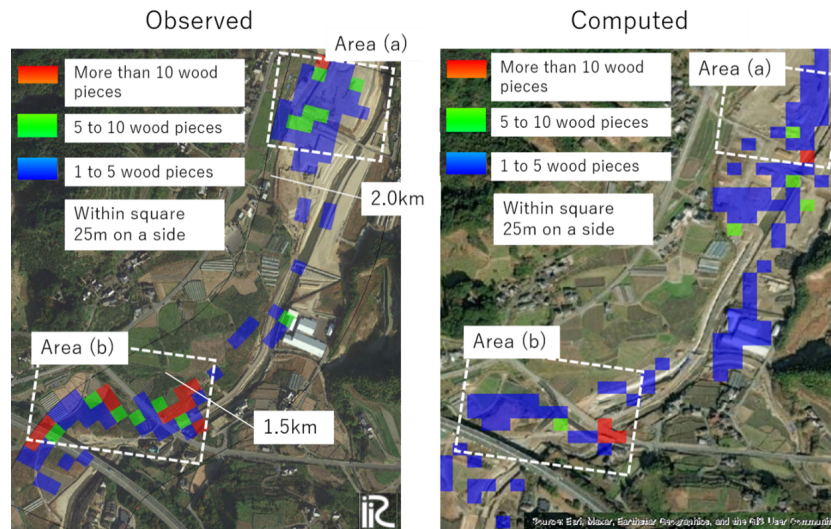 Observed
Computed
Area (a)
More than 10 wood
pieces
5 to 10 wood pieces
1 to 5 wood pieces
Within square
25m on a side
2.0km
Area (b)
1.5km
iRIC
Area (a)
More than 10 wood
pieces
5 to 10 wood pieces
1 to 5 wood pieces
Within square
25m on a side
Area (b)
Source: Esri, Maxar, Earthstar Geographics, and the GIS User Commun